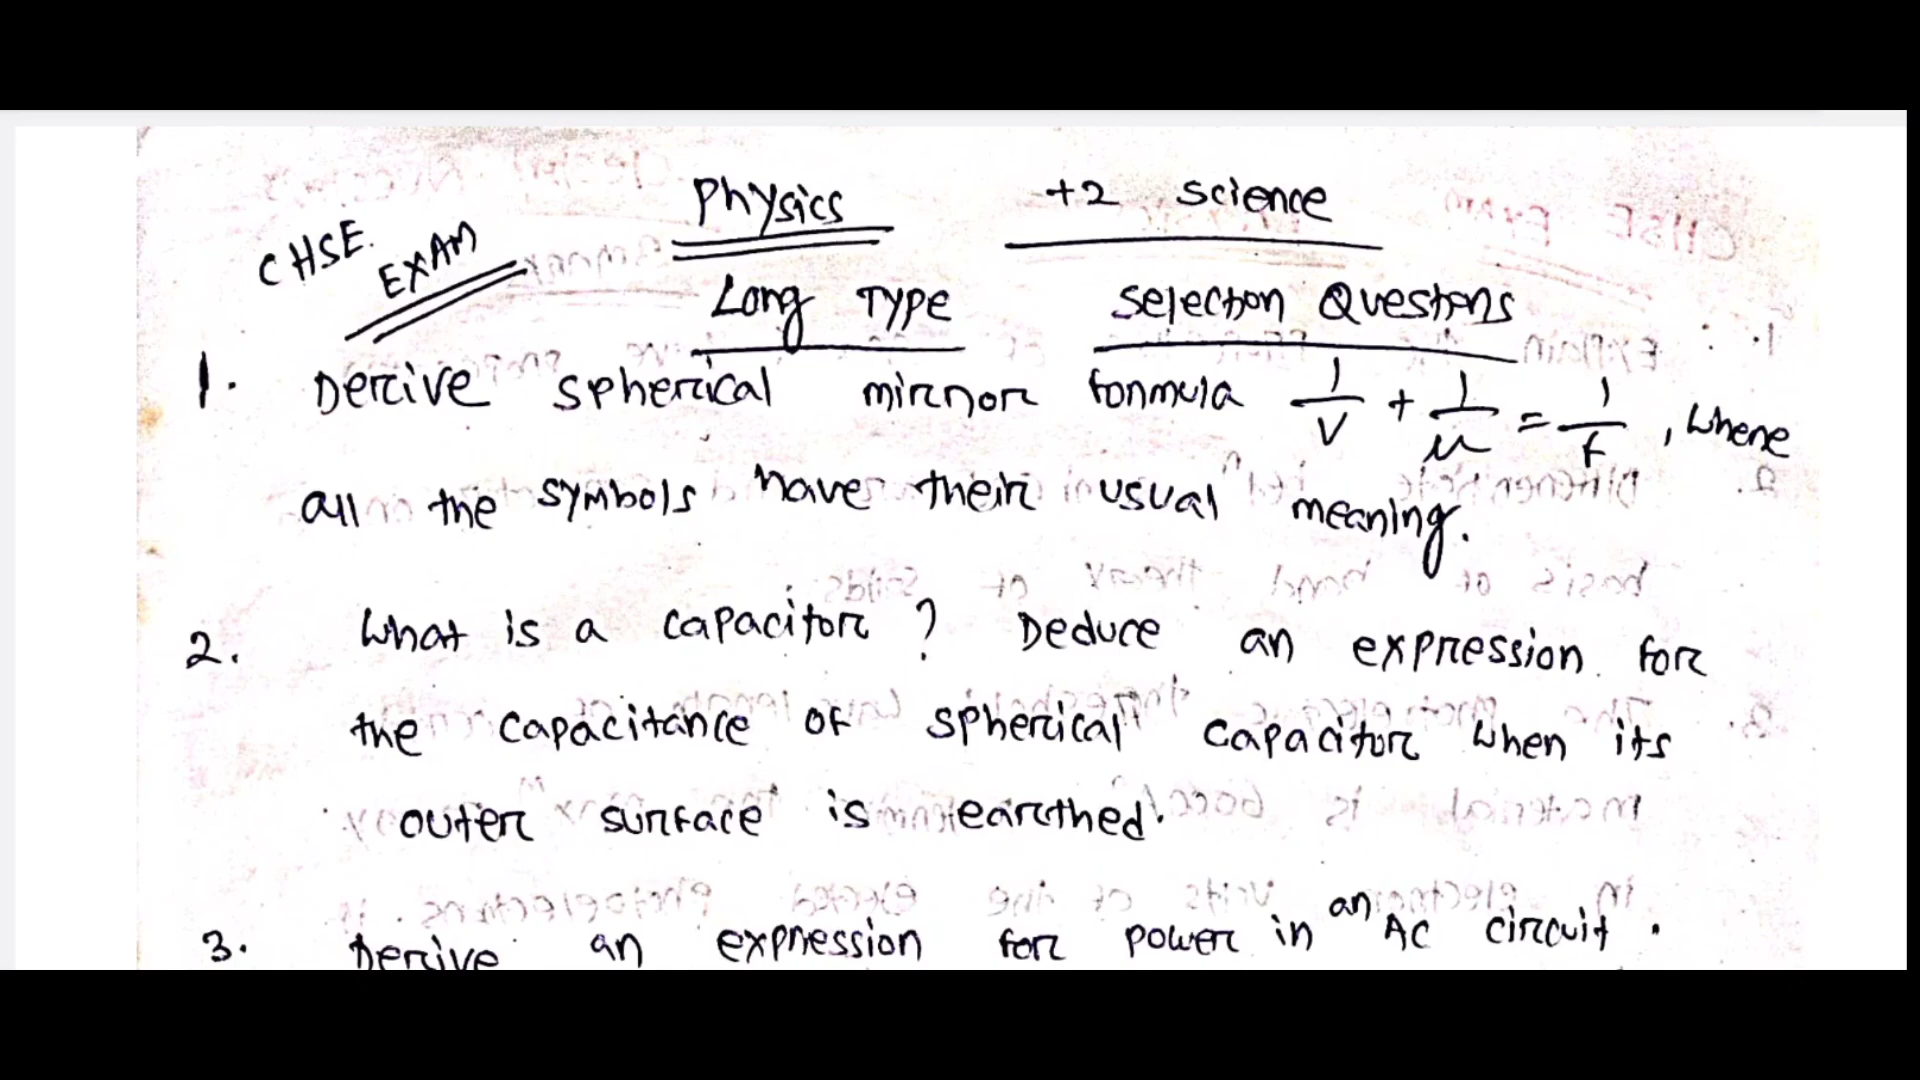 Physics +2 Science
CHSE. EXAM
Long TYPE Selection Questions
1. Derive spherical mirror formula 1/v + 1/u = 1/f, where
all the symbols have their usual meaning.
2. What is a capacitor? Deduce an expression for
the capacitance of spherical capacitor when its
outer surface is earthed.
3. Derive an expression for power in an AC circuit.